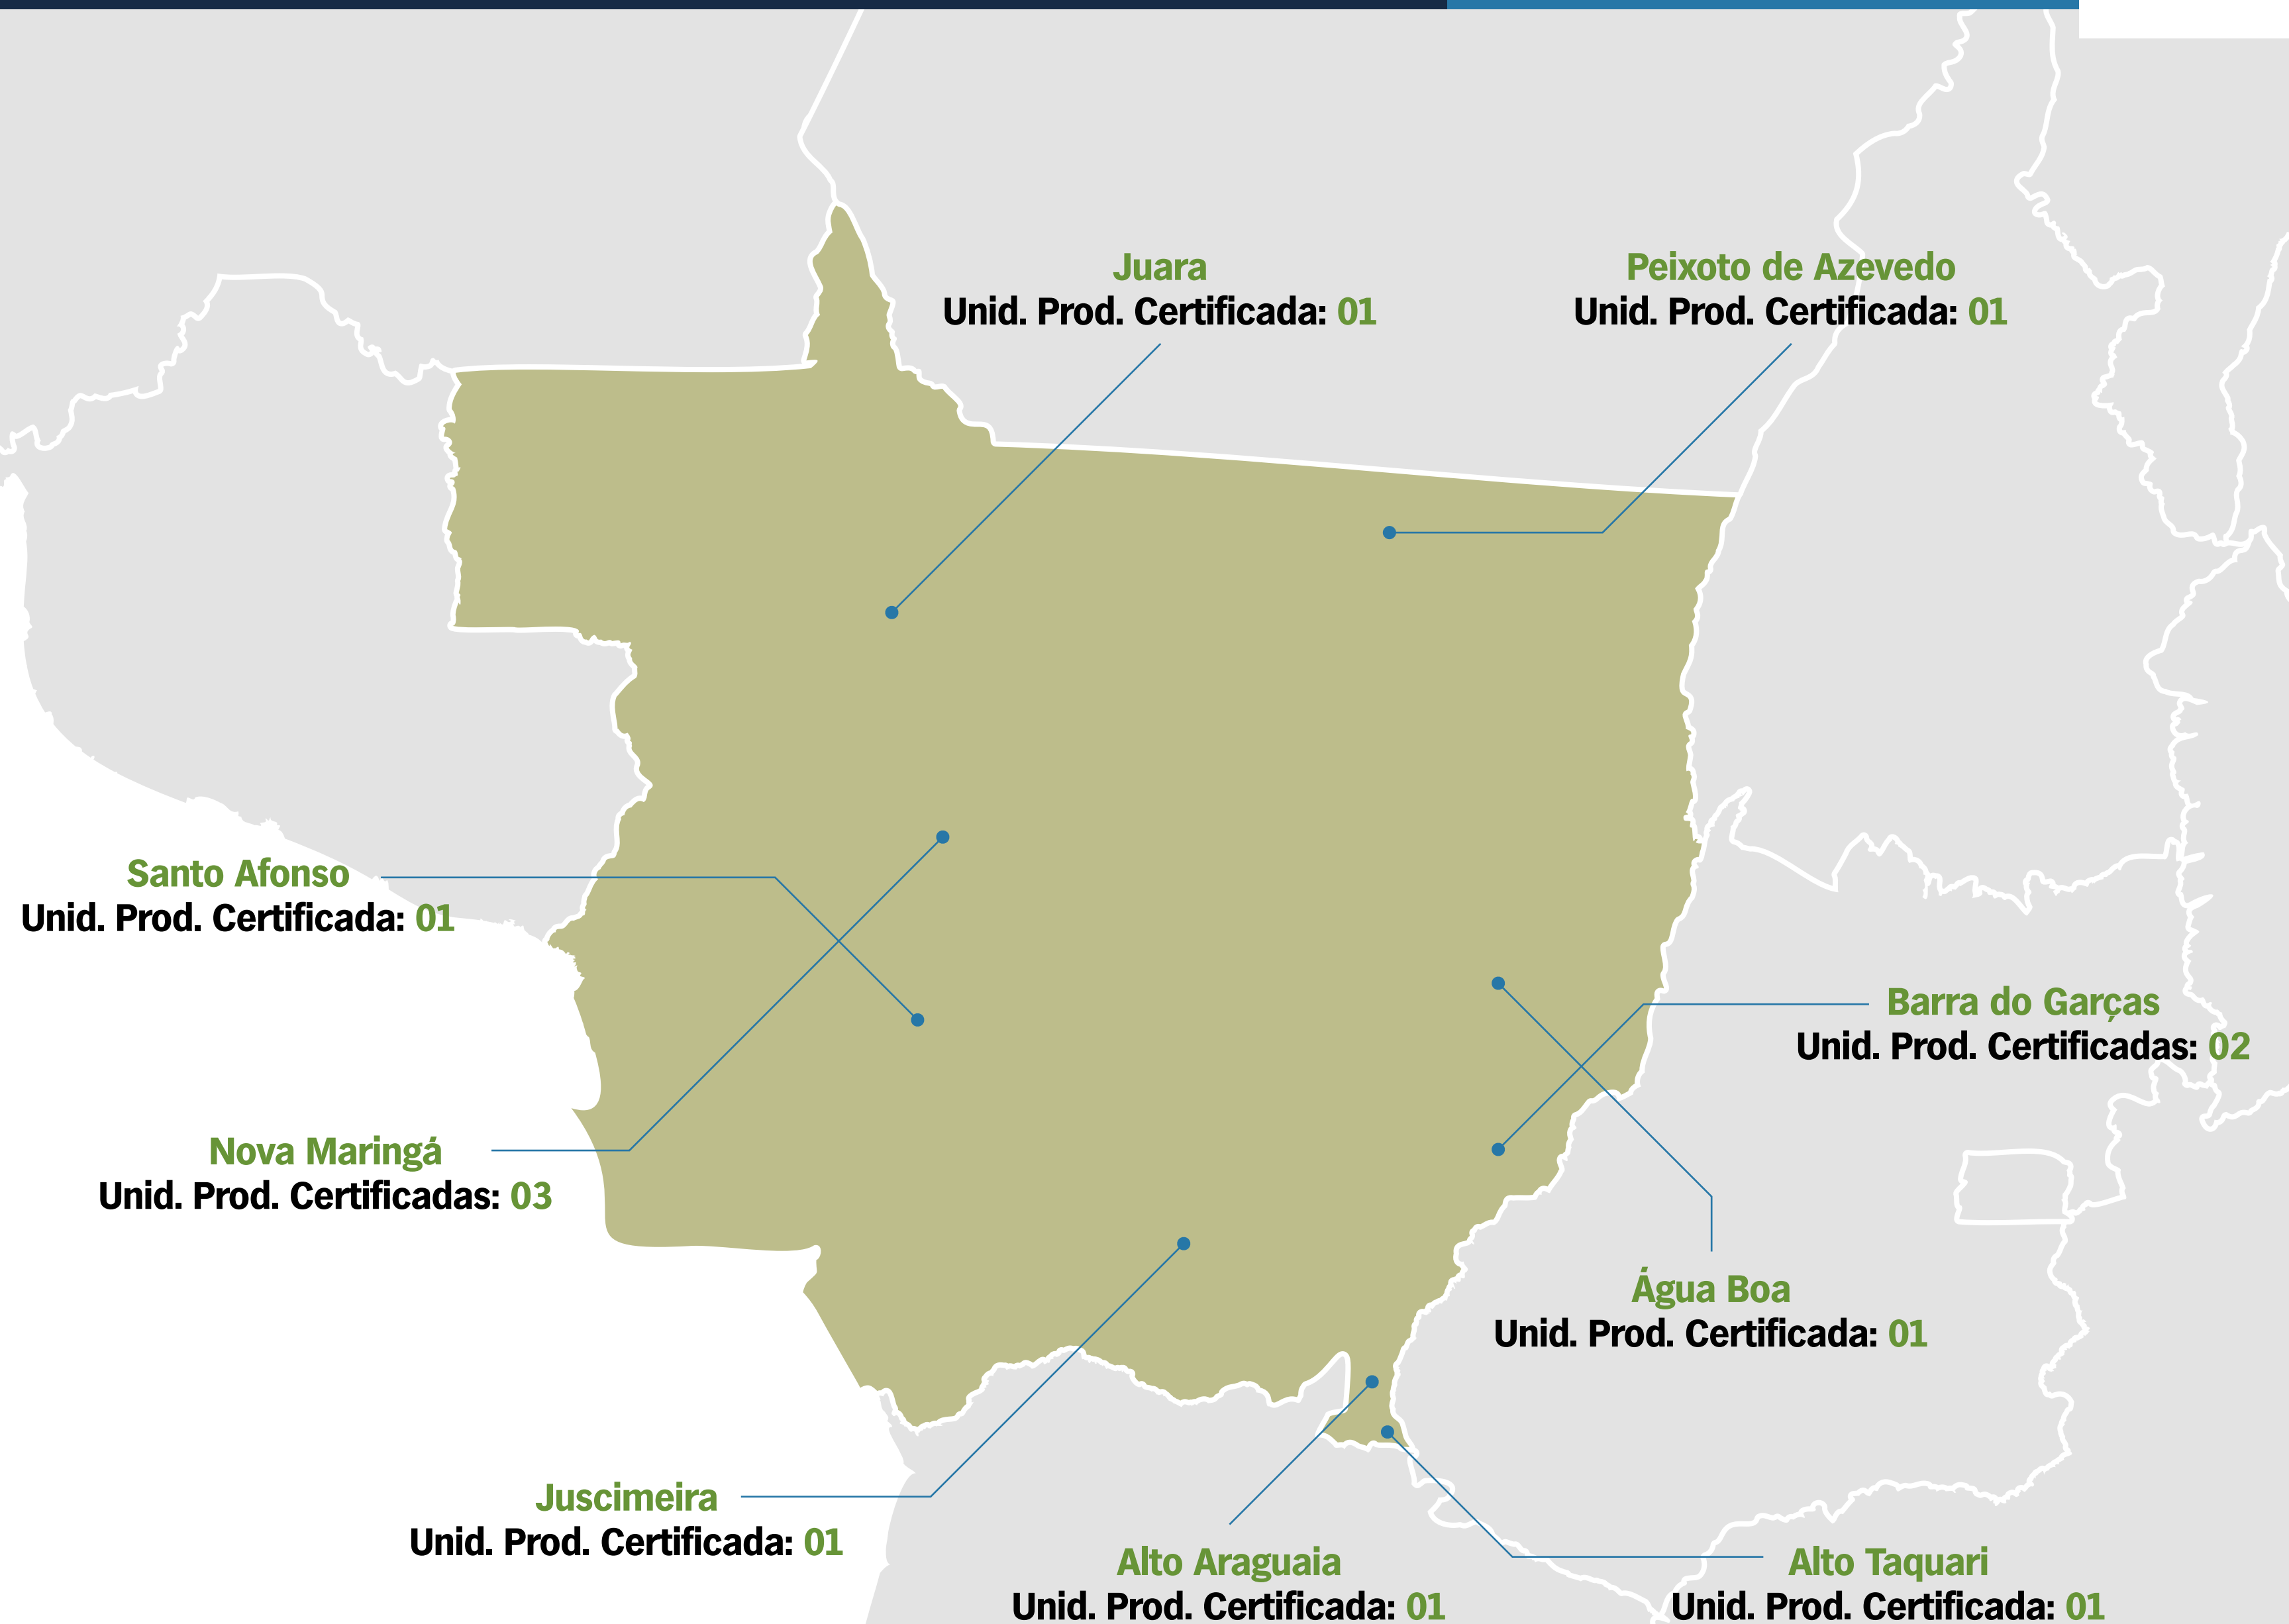 Juara
Unid. Prod. Certificada: 01
Peixoto de Azevedo
Unid. Prod. Certificada: 01
Santo Afonso
Unid. Prod. Certificada: 01
Barra do Garças
Unid. Prod. Certificadas: 02
Nova Maringá
Unid. Prod. Certificadas: 03
Água Boa
Unid. Prod. Certificada: 01
Juscimeira
Unid. Prod. Certificada: 01
Alto Araguaia
Unid. Prod. Certificada: 01
Alto Taquari
Unid. Prod. Certificada: 01